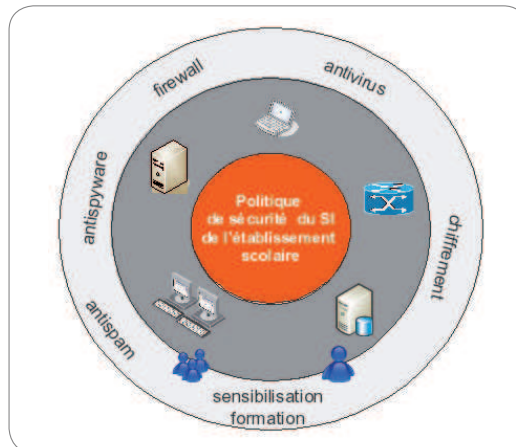 firewall
antivirus
antispyware
Politique
de sécurité du SI
de l'établissement
scolaire
chiffrement
antispam
sensibilisation
formation